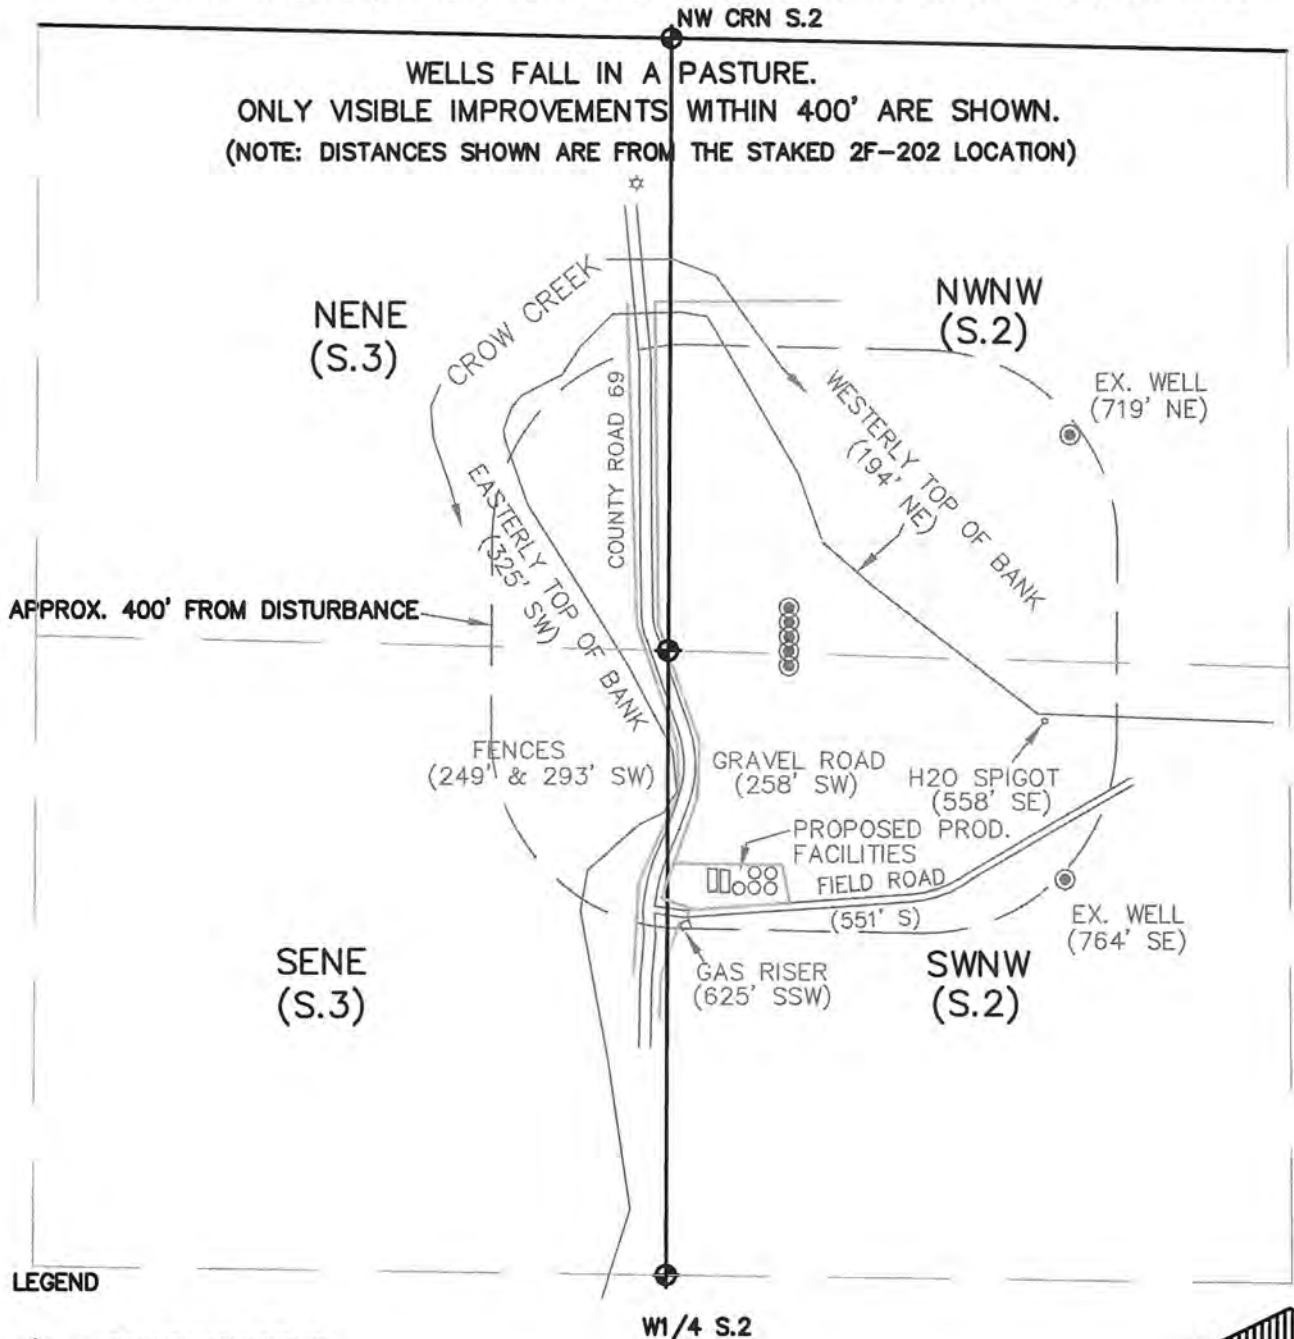 NW CRN S.2
WELLS FALL IN A PASTURE.
ONLY VISIBLE IMPROVEMENTS WITHIN 400' ARE SHOWN.
(NOTE: DISTANCES SHOWN ARE FROM THE STAKED 2F-202 LOCATION)
NENE
(S.3)
CROW CREEK
NWNW
(S.2)
EX. WELL
(719' NE)
COUNTY ROAD 69
WESTERLY TOP OF BANK
(194' NE)
EASTERLY TOP OF BANK
(325' SW)
APPROX. 400' FROM DISTURBANCE
FENCES
(249' & 293' SW)
GRAVEL ROAD
(258' SW)
H2O SPIGOT
(558' SE)
PROPOSED PROD.
FACILITIES
FIELD ROAD
(551' S)
EX. WELL
(764' SE)
GAS RISER
(625' SSW)
SENE
(S.3)
SWNW
(S.2)
LEGEND
W1/4 S.2